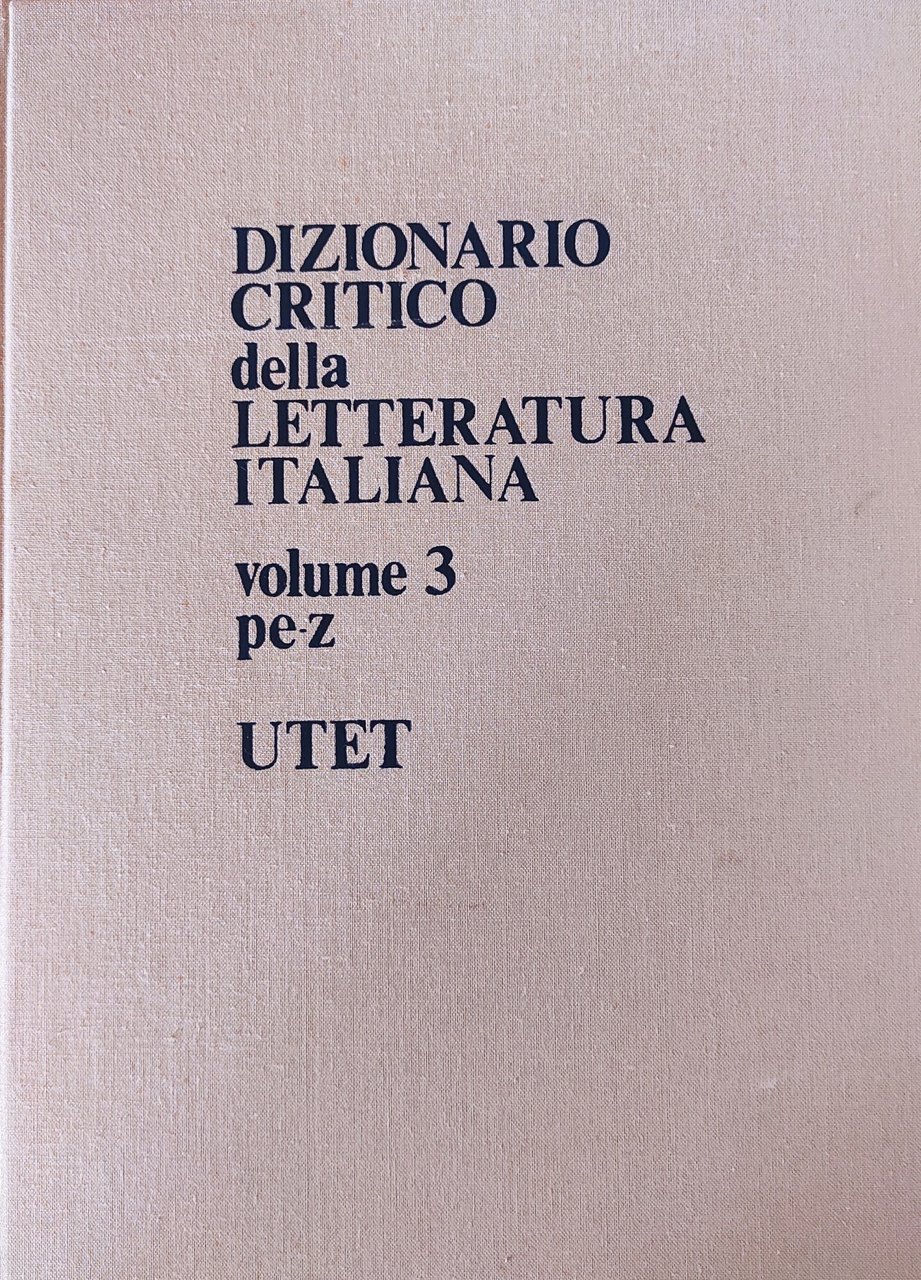 DIZIONARIO
CRITICO
della
LETTERATURA
ITALIANA
volume 3
pe-z
UTET